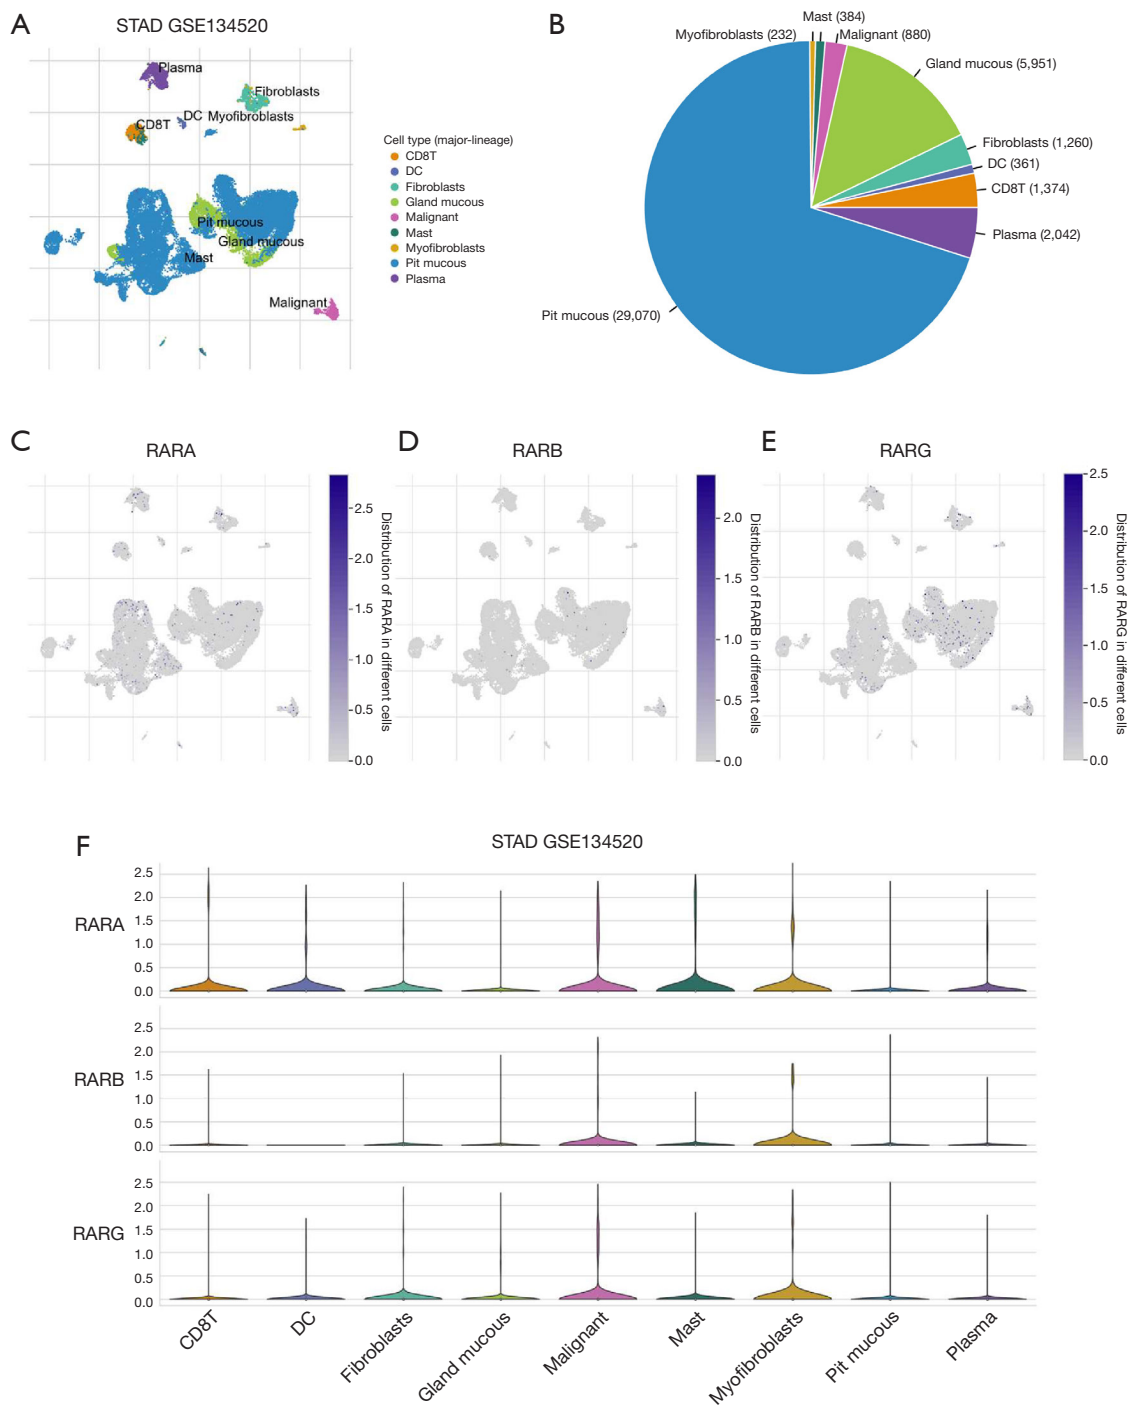 A
STAD GSE134520
Plasma
Fibroblasts
DC
Myofibroblasts
CD8T
Pit mucous
Gland mucous
Mast
Malignant
Cell type (major-lineage)
CD8T
DC
Fibroblasts
Gland mucous
Malignant
Mast
Myofibroblasts
Pit mucous
Plasma
B
Mast (384)
Myofibroblasts (232)
Malignant (880)
Gland mucous (5,951)
Fibroblasts (1,260)
DC (361)
CD8T (1,374)
Plasma (2,042)
Pit mucous (29,070)
C
RARA
2.5
2.0
1.5
1.0
0.5
0.0
Distribution of RARA in different cells
D
RARB
2.0
1.5
1.0
0.5
0.0
Distribution of RARB in different cells
E
RARG
2.5
2.0
1.5
1.0
0.5
0.0
Distribution of RARG in different cells
F
STAD GSE134520
RARA
2.5
2.0
1.5
1.0
0.5
0.0
RARB
2.5
2.0
1.5
1.0
0.5
0.0
RARG
2.5
2.0
1.5
1.0
0.5
0.0
CD8T
DC
Fibroblasts
Gland mucous
Malignant
Mast
Myofibroblasts
Pit mucous
Plasma